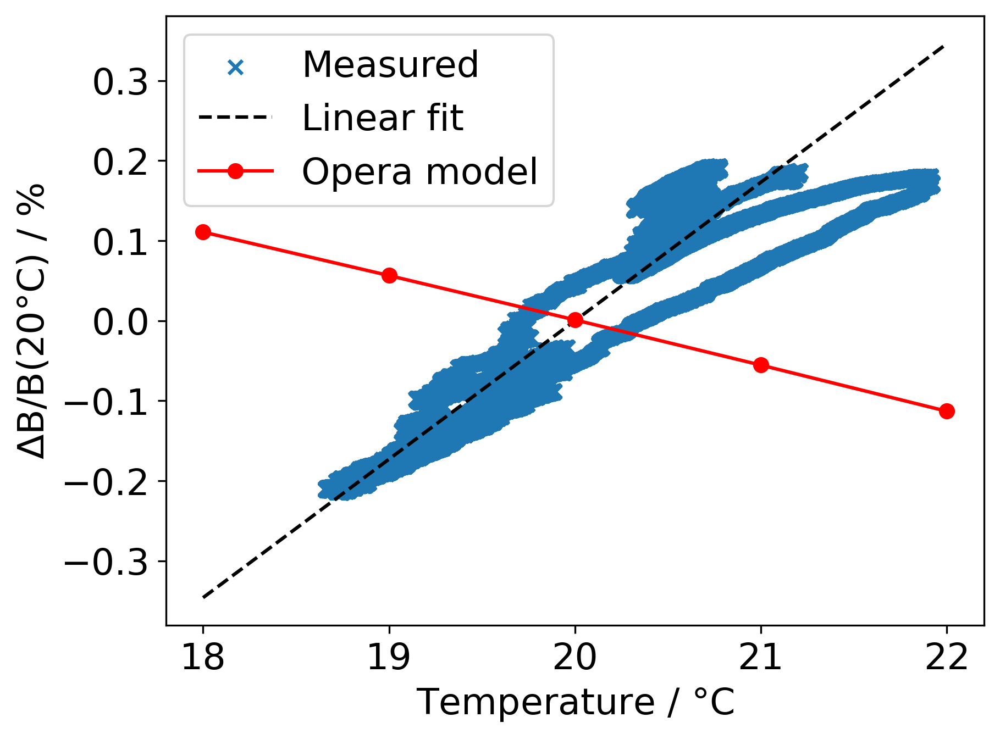 Measured
Linear fit
Opera model
0.3
0.2
0.1
0.0
−0.1
−0.2
−0.3
ΔB/B(20°C) / %
18 19 20 21 22
Temperature / °C